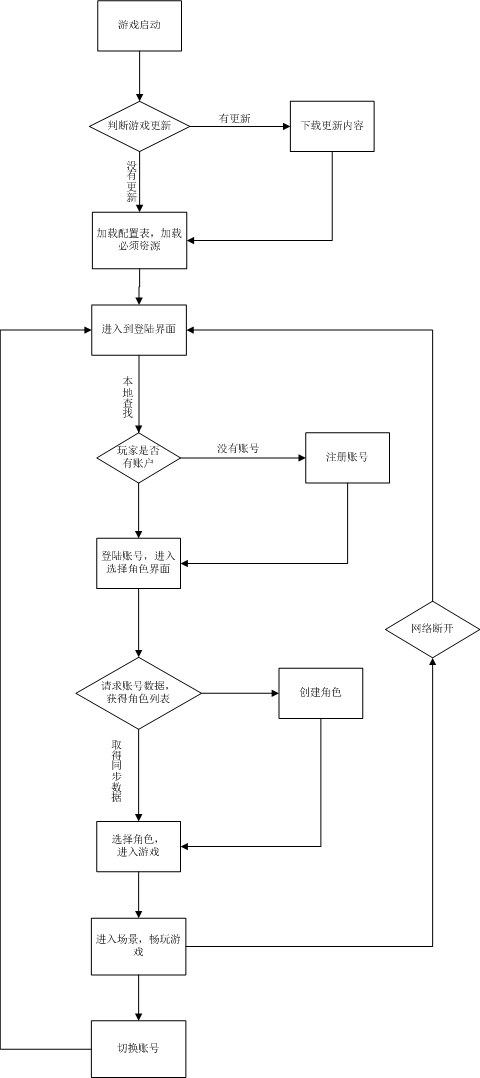 游戏启动
判断游戏更新
有更新
下载更新内容
没有更新
加载配置表，加载
必须资源
进入到登陆界面
本地查找
玩家是否
有账户
没有账号
注册账号
登陆账号，进入
选择角色界面
网络断开
请求账号数据，
获得角色列表
创建角色
取得同步数据
选择角色，
进入游戏
进入场景，畅玩游
戏
切换账号